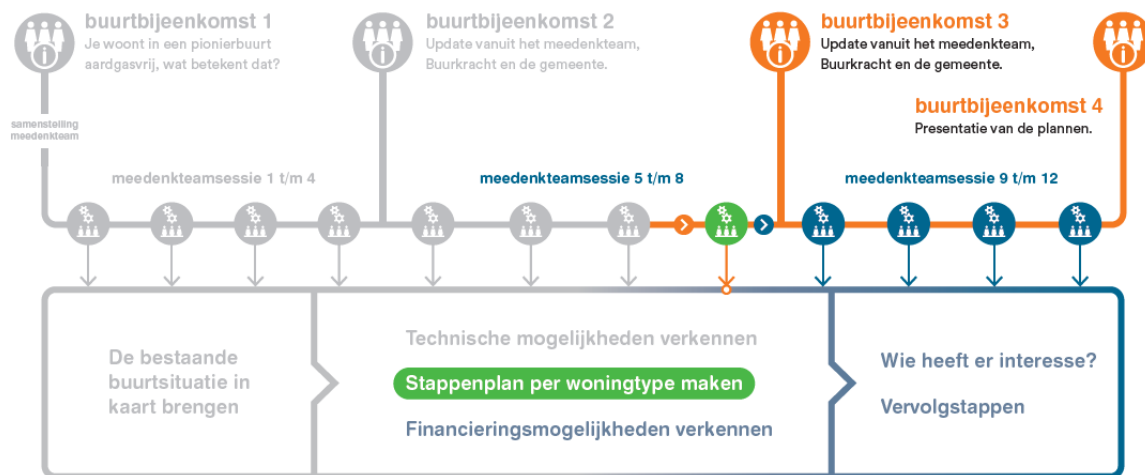 buurtbijeenkomst 1
Je woont in een pionierbuurt
aardgasvrij, wat betekent dat?
buurtbijeenkomst 2
Update vanuit het meedenkteam,
Buurkracht en de gemeente.
buurtbijeenkomst 3
Update vanuit het meedenkteam,
Buurkracht en de gemeente.
buurtbijeenkomst 4
Presentatie van de plannen.
samenstelling
meedenkteam
meedenkteamsessie 1 t/m 4
meedenkteamsessie 5 t/m 8
meedenkteamsessie 9 t/m 12
De bestaande
buurtsituatie in
kaart brengen
Technische mogelijkheden verkennen
Stappenplan per woningtype maken
Financieringsmogelijkheden verkennen
Wie heeft er interesse?
Vervolgstappen